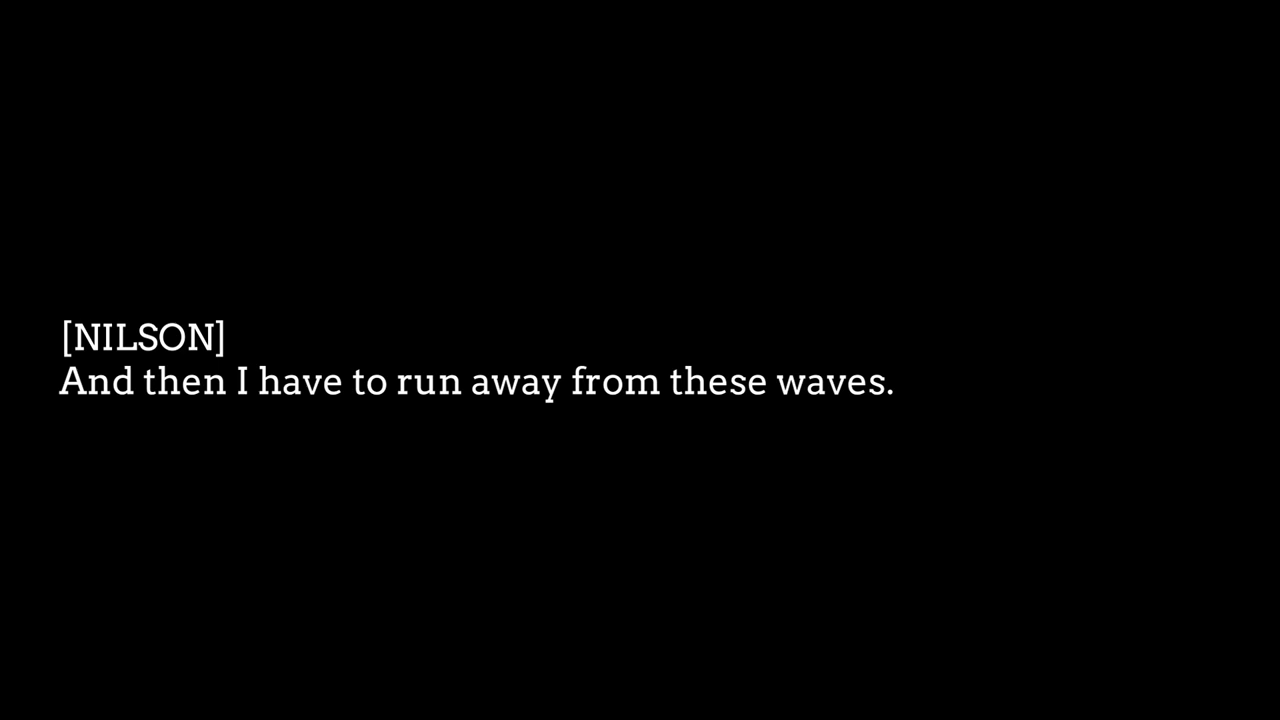 [NILSON]
And then I have to run away from these waves.